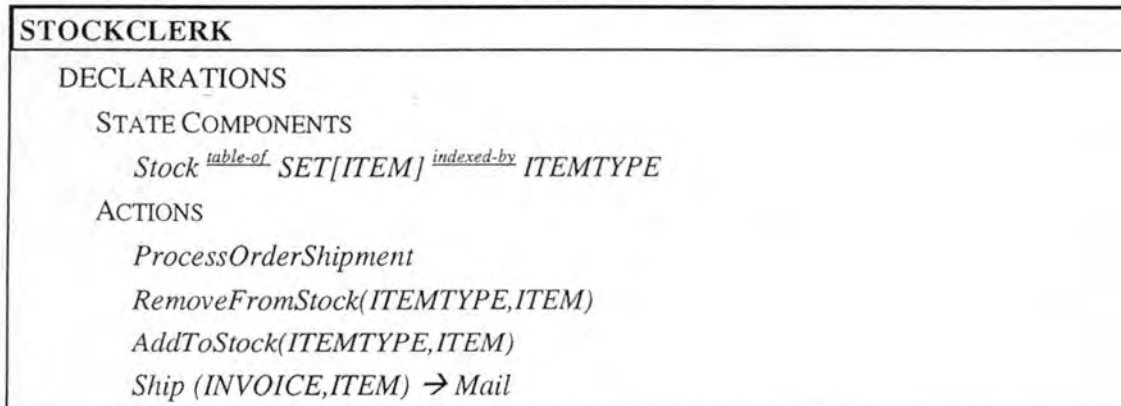 STOCKCLERK
DECLARATIONS
STATE COMPONENTS
Stock table-of SET[ITEM] indexed-by ITEMTYPE
ACTIONS
ProcessOrderShipment
RemoveFromStock(ITEMTYPE,ITEM)
AddToStock(ITEMTYPE,ITEM)
Ship (INVOICE,ITEM) → Mail